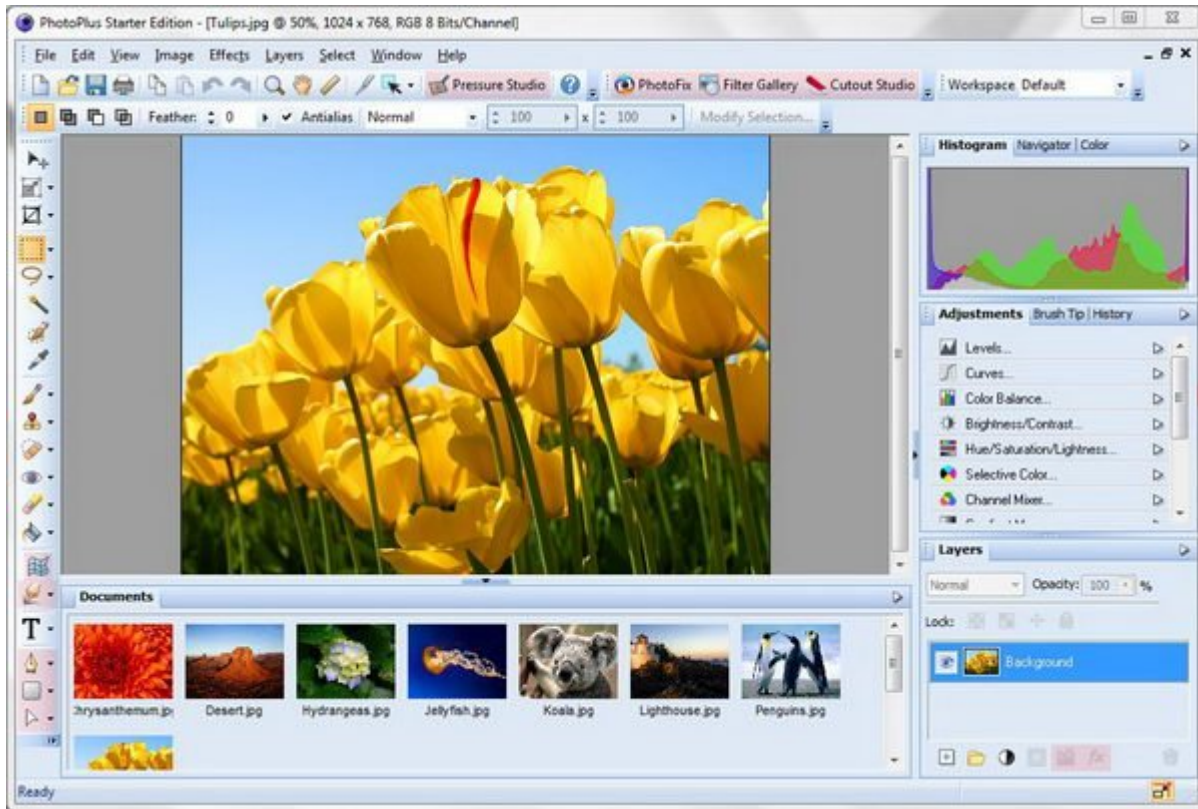 PhotoPlus Starter Edition - [Tulips.jpg @ 50%, 1024 x 768, RGB 8 Bits/Channel]
File Edit View Image Effects Layers Select Window Help
Pressure Studio PhotoFix Filter Gallery Cutout Studio Workspace Default
Feather: 0 Antialias Normal 100 x 100 Modify Selection...
Histogram Navigator | Color
Adjustments Brush Tip | History
Levels...
Curves...
Color Balance...
Brightness/Contrast...
Hue/Saturation/Lightness...
Selective Color...
Channel Mixer...
Layers
Normal Opacity: 100 %
Lock:
Background
Documents
Desert.jpg Hydrangeas.jpg Jellyfish.jpg Koala.jpg Lighthouse.jpg Penguins.jpg
T
Ready